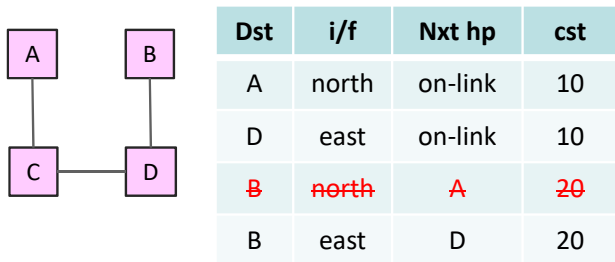 A B
C D
Dst i/f Nxt hp cst
A north on-link 10
D east on-link 10
B north A 20
B east D 20